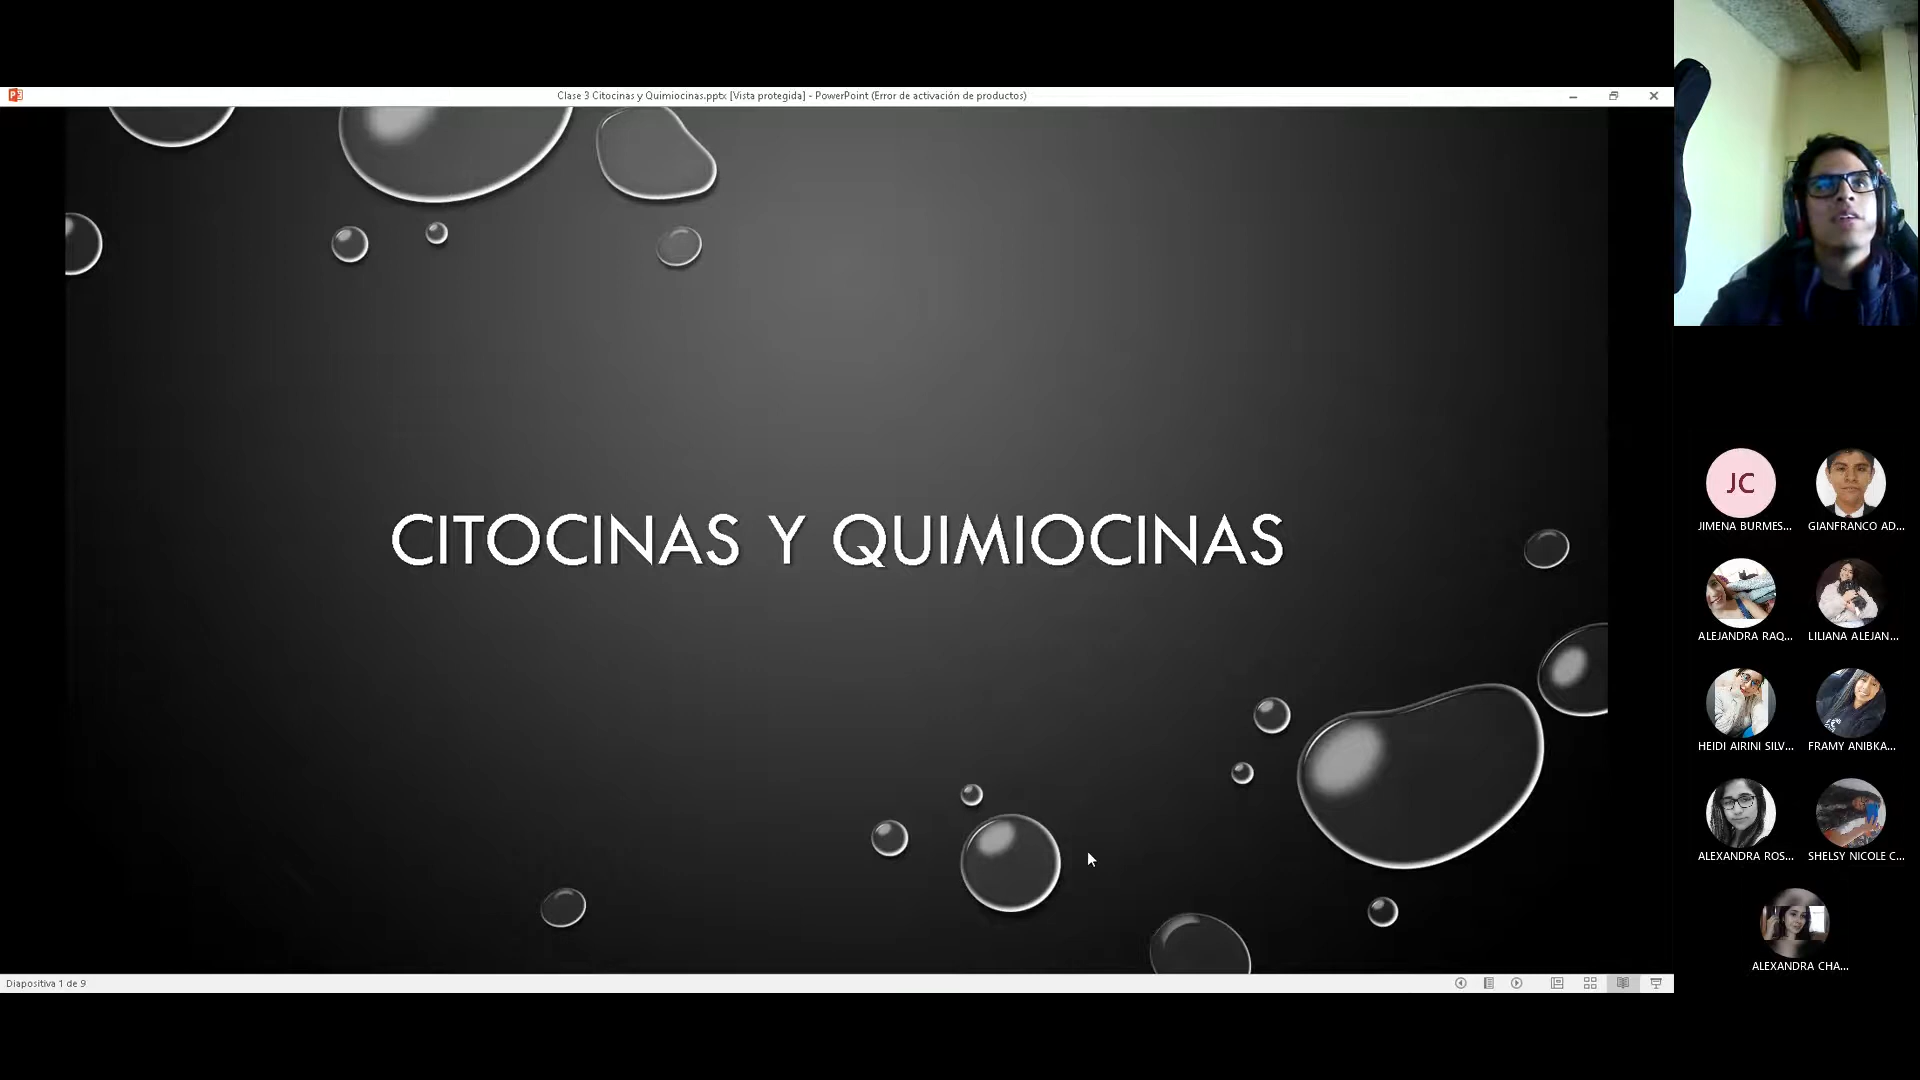 Clase 3 Citocinas y Quimiocinas.pptx [Vista protegida] - PowerPoint (Error de activación de productos)
CITOCINAS Y QUIMIOCINAS
JC
JIMENA BURMES...
GIANFRANCO AD...
ALEJANDRA RAQ...
LILIANA ALEJAN...
HEIDI AIRINI SILV...
FRAMY ANIBKA...
ALEXANDRA ROS...
SHELSY NICOLE C...
ALEXANDRA CHA...
Diapositiva 1 de 9